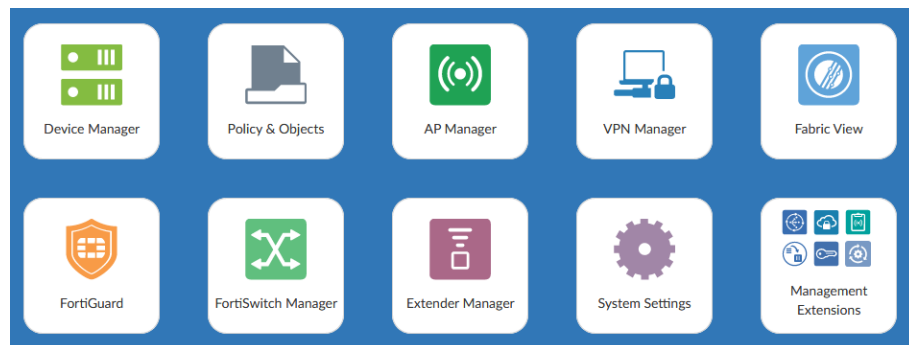 Device Manager
Policy & Objects
AP Manager
VPN Manager
Fabric View
FortiGuard
FortiSwitch Manager
Extender Manager
System Settings
Management
Extensions